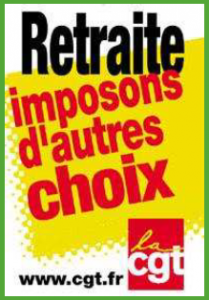 Retraite
imposons
d'autres
choix
la
cgt
www.cgt.fr